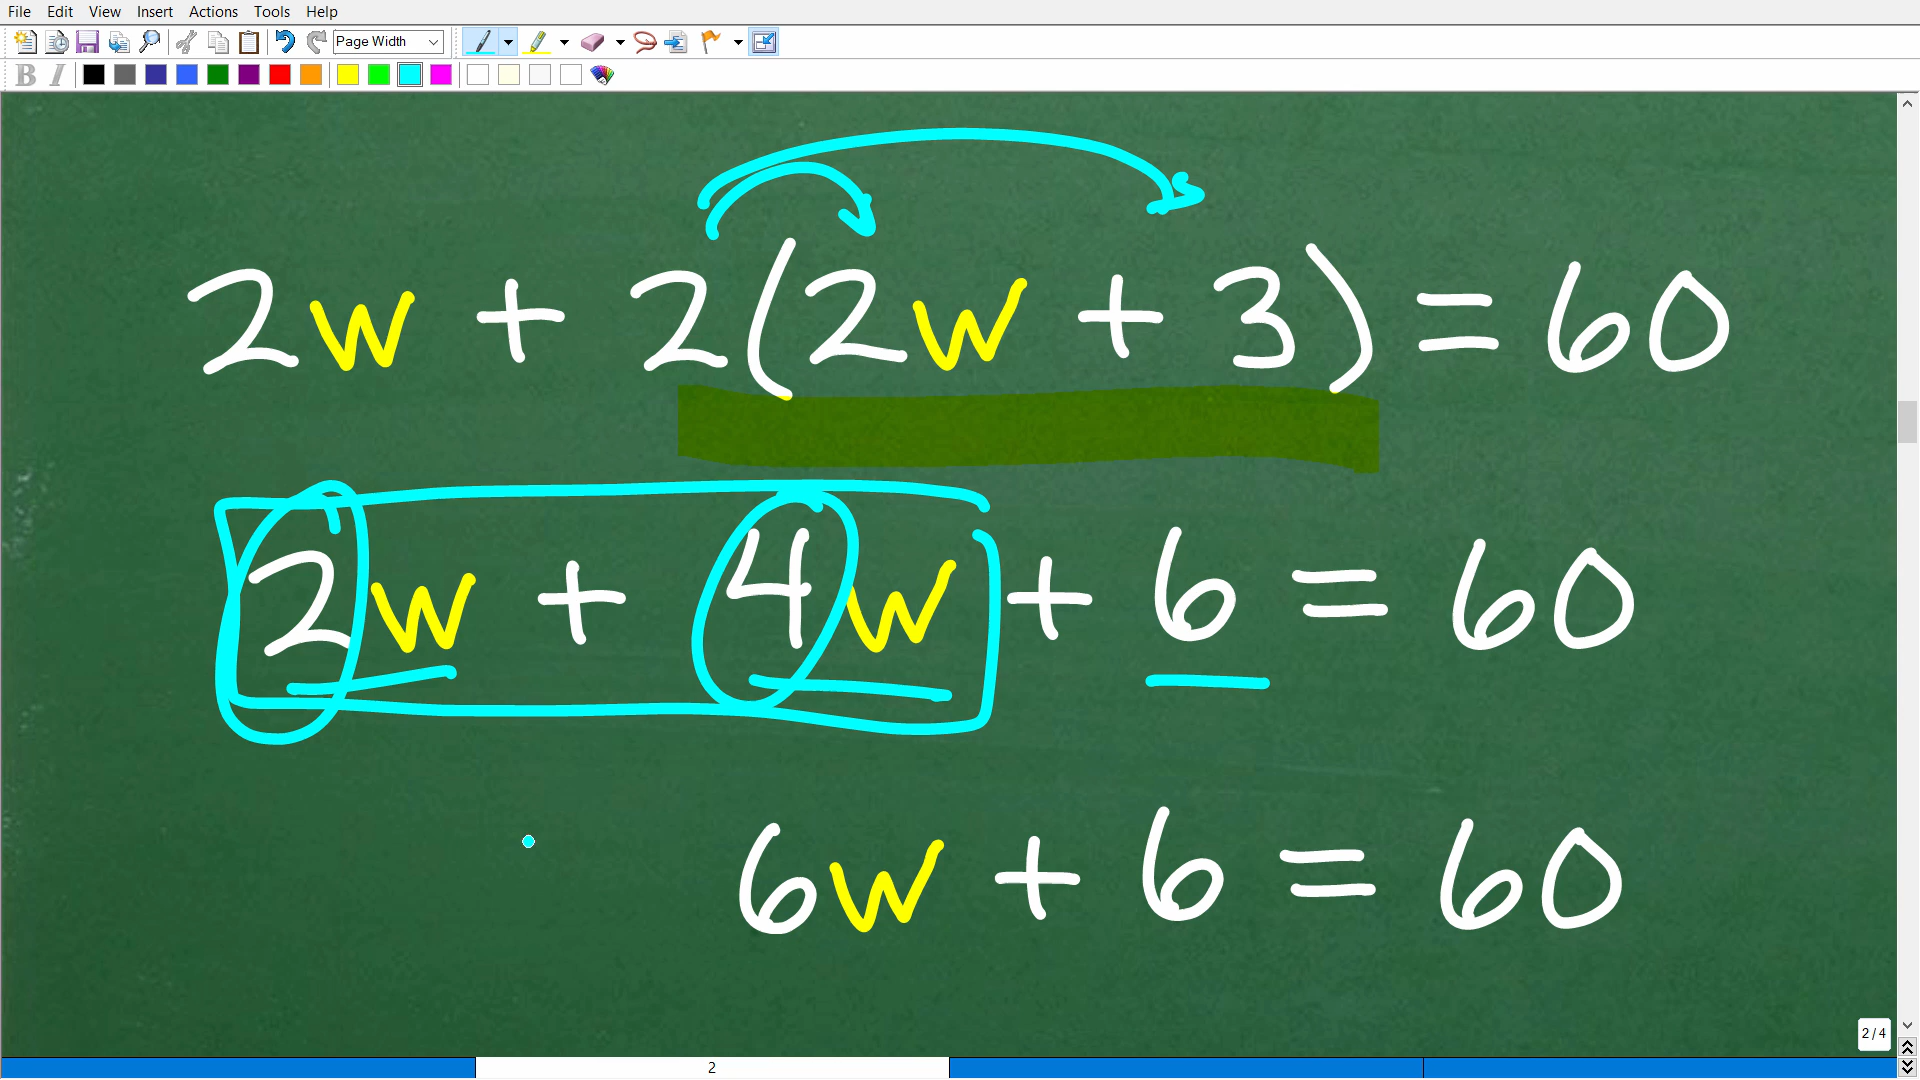 File Edit View Insert Actions Tools Help
Page Width
B I
2w + 2(2w + 3) = 60
2w + 4w + 6 = 60
6w + 6 = 60
2 / 4
2